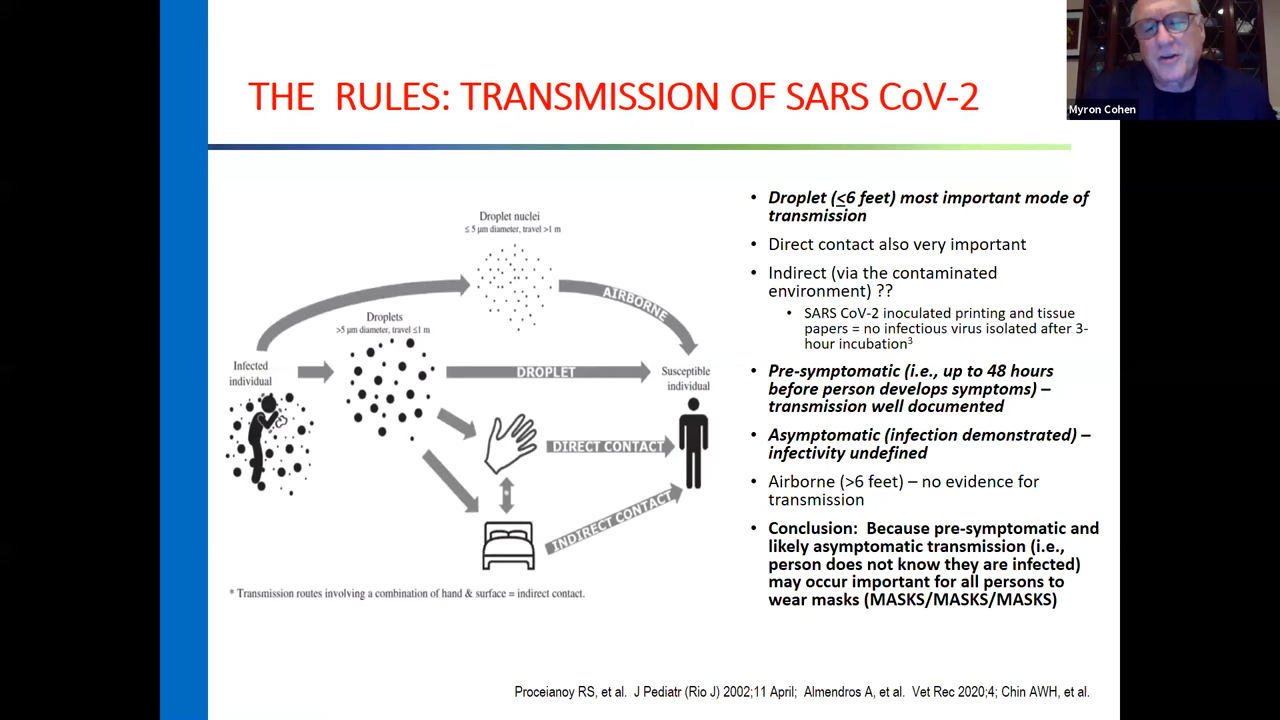 THE RULES: TRANSMISSION OF SARS CoV-2
Myron Cohen
Droplet nuclei
≤ 5 μm diameter, travel >1 m
AIRBORNE
Droplets
>5 μm diameter, travel ≤1 m
Infected
individual
DROPLET
Susceptible
individual
DIRECT CONTACT
*
INDIRECT CONTACT
* Transmission routes involving a combination of hand & surface = indirect contact.
• Droplet (≤6 feet) most important mode of
transmission
• Direct contact also very important
• Indirect (via the contaminated
environment) ??
• SARS CoV-2 inoculated printing and tissue
papers = no infectious virus isolated after 3-
hour incubation³
• Pre-symptomatic (i.e., up to 48 hours
before person develops symptoms) –
transmission well documented
• Asymptomatic (infection demonstrated) –
infectivity undefined
• Airborne (>6 feet) – no evidence for
transmission
• Conclusion: Because pre-symptomatic and
likely asymptomatic transmission (i.e.,
person does not know they are infected)
may occur important for all persons to
wear masks (MASKS/MASKS/MASKS)
Proceianoy RS, et al. J Pediatr (Rio J) 2002;11 April; Almendros A, et al. Vet Rec 2020;4; Chin AWH, et al.